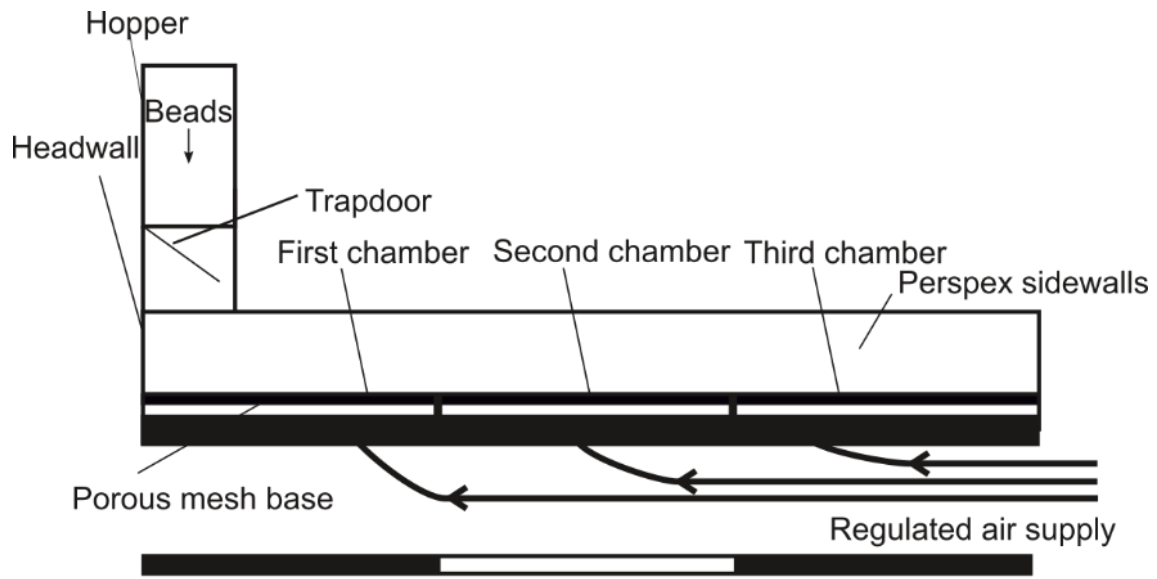 Hopper
Beads
Headwall
Trapdoor
First chamber
Second chamber
Third chamber
Perspex sidewalls
Porous mesh base
Regulated air supply